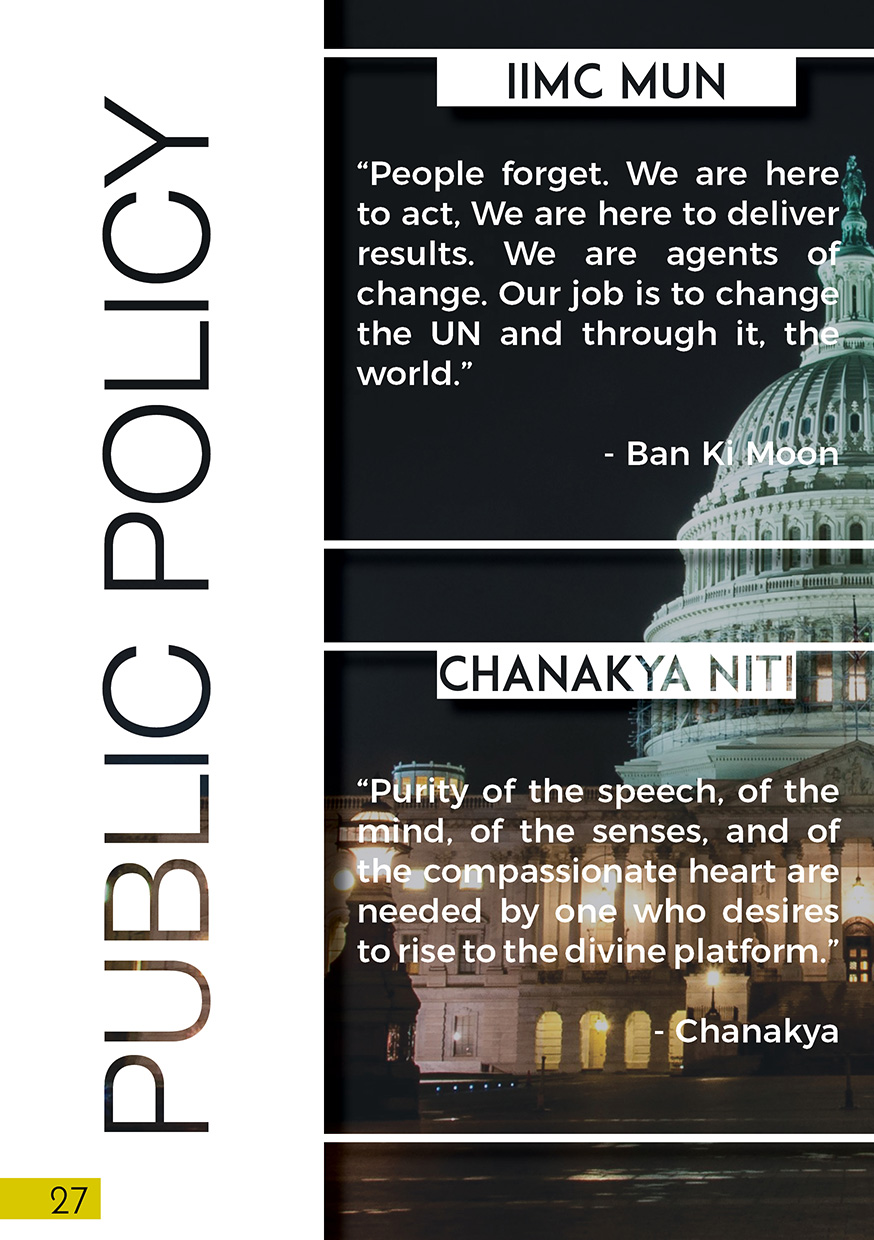 PUBLIC POLICY
IIMC MUN
“People forget. We are here
to act, We are here to deliver
results. We are agents of
change. Our job is to change
the UN and through it, the
world.”
- Ban Ki Moon
CHANAKYA NITI
“Purity of the speech, of the
mind, of the senses, and of
the compassionate heart are
needed by one who desires
to rise to the divine platform.”
- Chanakya
27